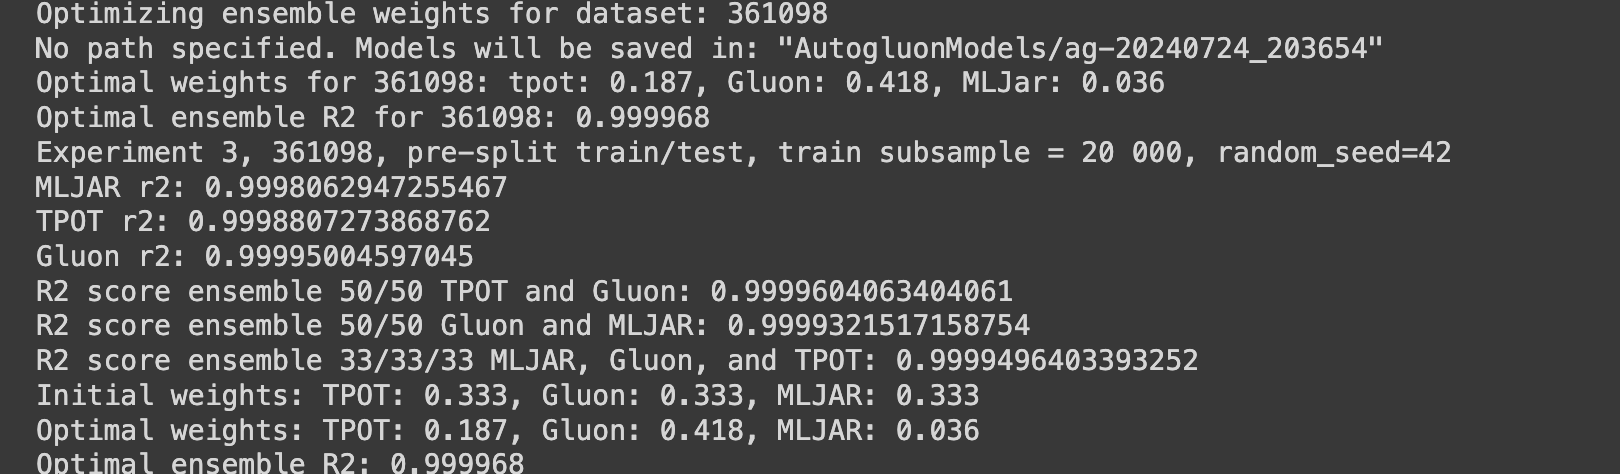 Optimizing ensemble weights for dataset: 361098
No path specified. Models will be saved in: "AutogluonModels/ag-20240724_203654"
Optimal weights for 361098: tpot: 0.187, Gluon: 0.418, MLJar: 0.036
Optimal ensemble R2 for 361098: 0.999968
Experiment 3, 361098, pre-split train/test, train subsample = 20 000, random_seed=42
MLJAR r2: 0.9998062947255467
TPOT r2: 0.9998807273868762
Gluon r2: 0.99995004597045
R2 score ensemble 50/50 TPOT and Gluon: 0.9999604063404061
R2 score ensemble 50/50 Gluon and MLJAR: 0.9999321517158754
R2 score ensemble 33/33/33 MLJAR, Gluon, and TPOT: 0.9999496403393252
Initial weights: TPOT: 0.333, Gluon: 0.333, MLJAR: 0.333
Optimal weights: TPOT: 0.187, Gluon: 0.418, MLJAR: 0.036
Optimal ensemble R2: 0.999968